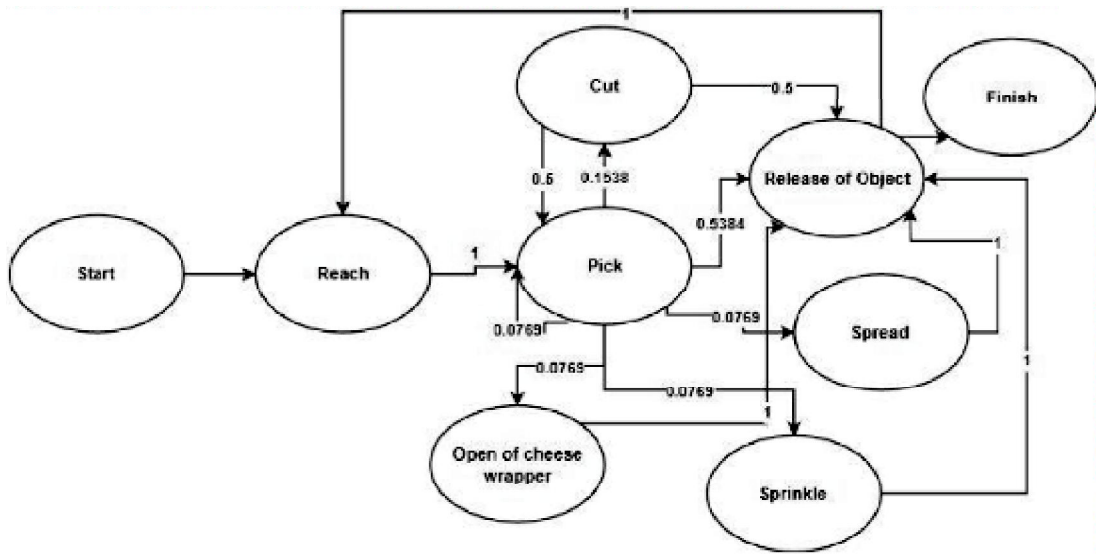 1
Cut
0.5
Finish
0.5
0.1538
Release of Object
0.5384
Start
Reach
1
Pick
1
0.0769
0.0769
Spread
0.0769
0.0769
1
1
Open of cheese
wrapper
Sprinkle